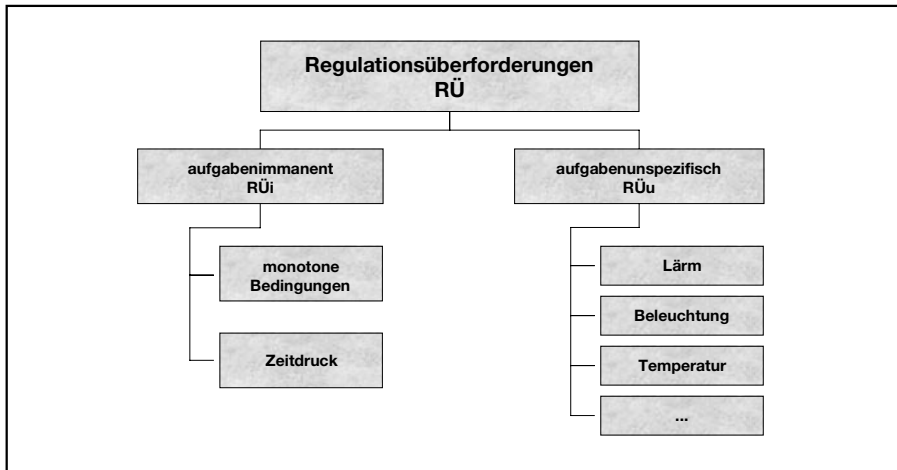 Regulationsüberforderungen
RÜ
aufgabenimmanent
RÜi
aufgabenunspezifisch
RÜu
monotone
Bedingungen
Zeitdruck
Lärm
Beleuchtung
Temperatur
...